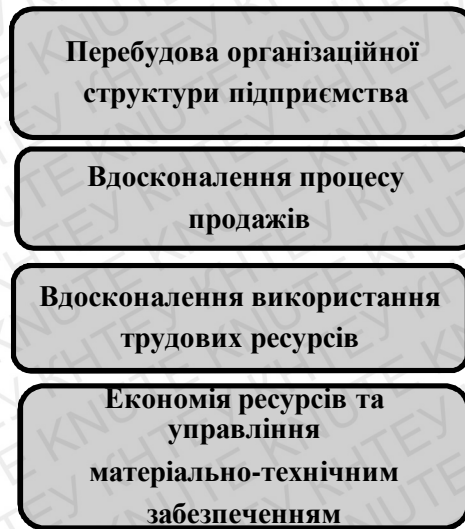 Перебудова організаційної
структури підприємства
Вдосконалення процесу
продажів
Вдосконалення використання
трудових ресурсів
Економія ресурсів та
управління
матеріально-технічним
забезпеченням